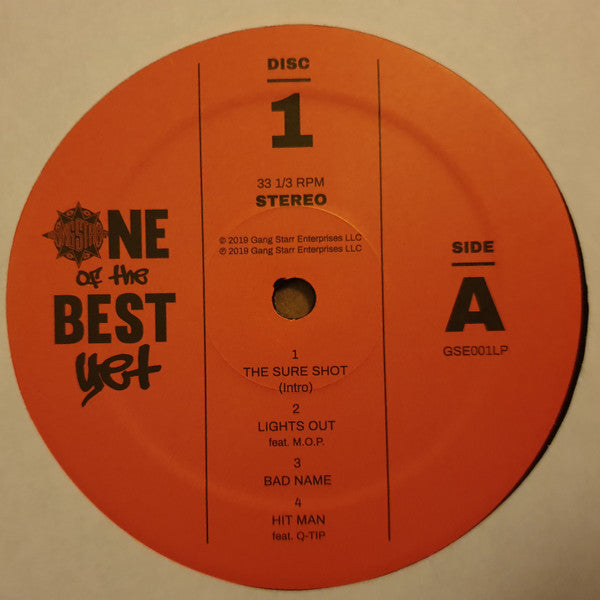 GANG STARR
ONE
of the
BEST
yet
DISC
1
33 1/3 RPM
STEREO
© 2019 Gang Starr Enterprises LLC
℗ 2019 Gang Starr Enterprises LLC
1
THE SURE SHOT
(Intro)
2
LIGHTS OUT
feat. M.O.P.
3
BAD NAME
4
HIT MAN
feat. Q-TIP
SIDE
A
GSE001LP